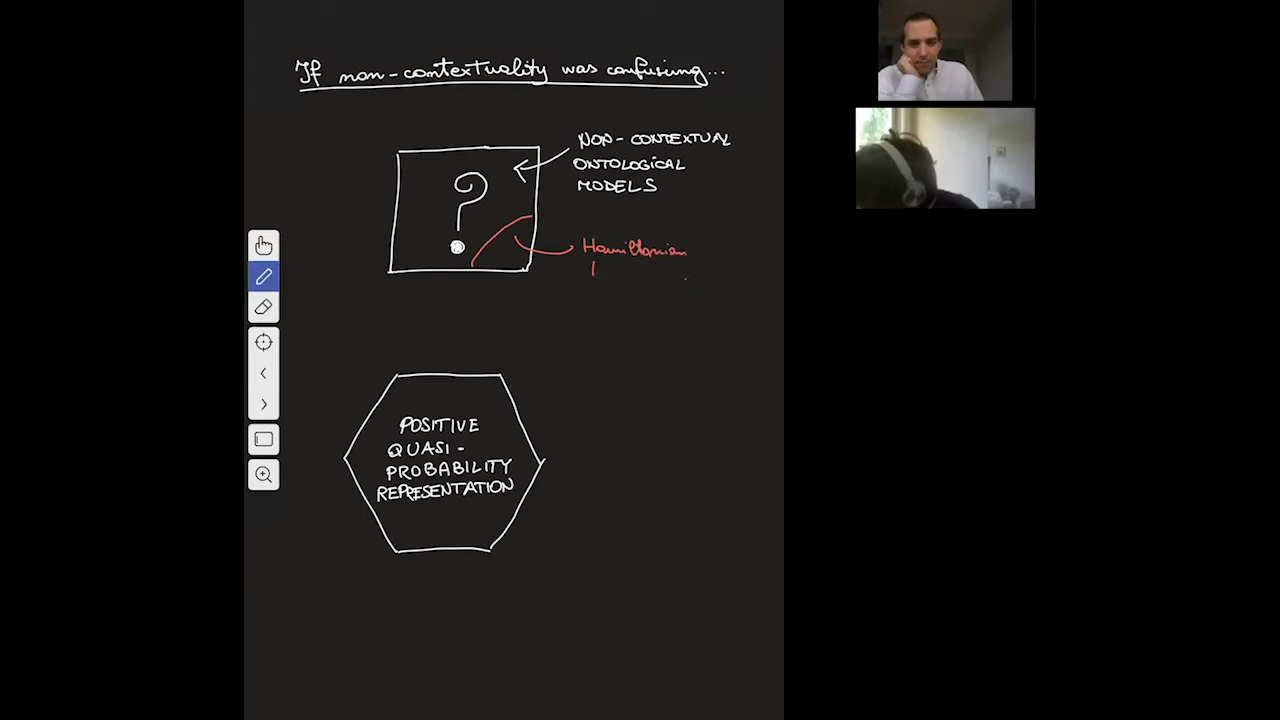 If non-contextuality was confusing...
NON-CONTEXTUAL
ONTOLOGICAL
MODELS
?
Hamiltonian
POSITIVE
QUASI-
PROBABILITY
REPRESENTATION